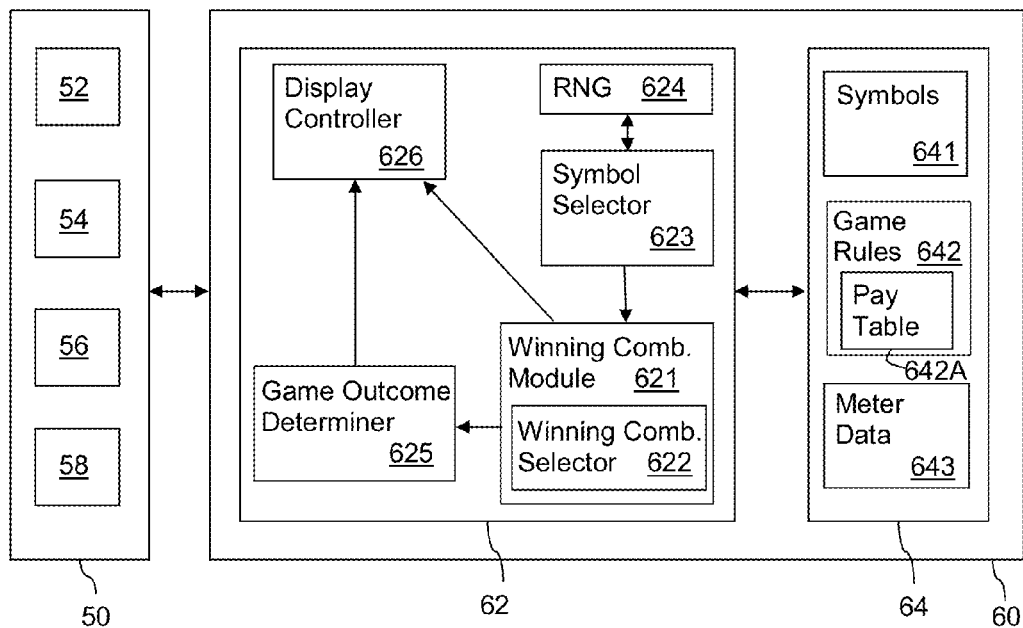 52
54
56
58
Display
Controller
626
RNG 624
Symbol
Selector
623
Winning Comb.
Module 621
Winning Comb.
Selector 622
Game Outcome
Determiner
625
Symbols
641
Game
Rules 642
Pay
Table
642A
Meter
Data
643
50
62
64
60